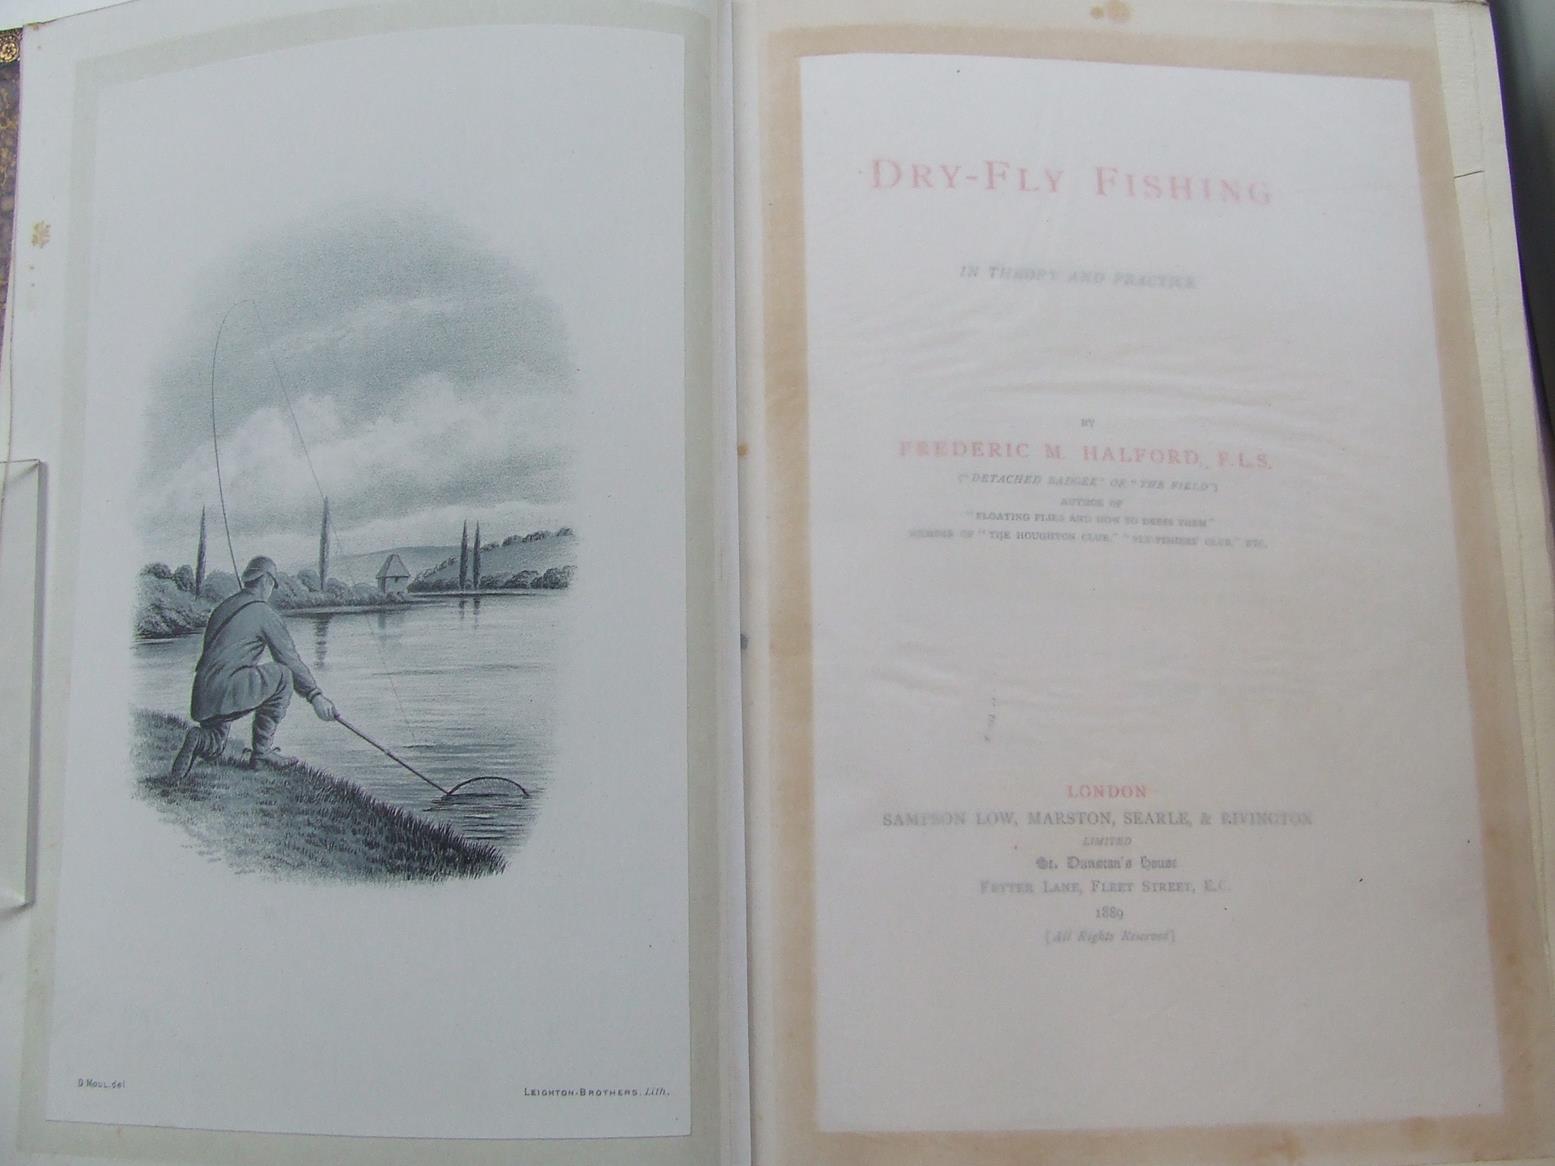 D MOUL. del
LEIGHTON-BROTHERS. Lith.
DRY-FLY FISHING
IN THEORY AND PRACTICE
BY
FREDERIC M. HALFORD, F.L.S.
("DETACHED BADGER" OF "THE FIELD")
AUTHOR OF
"FLOATING FLIES AND HOW TO DRESS THEM"
MEMBER OF "THE HOUGHTON CLUB," "FLY-FISHERS' CLUB," ETC.
LONDON
SAMPSON LOW, MARSTON, SEARLE, & RIVINGTON
LIMITED
St. Dunstan's House
FETTER LANE, FLEET STREET, E.C.
1889
[All Rights Reserved]